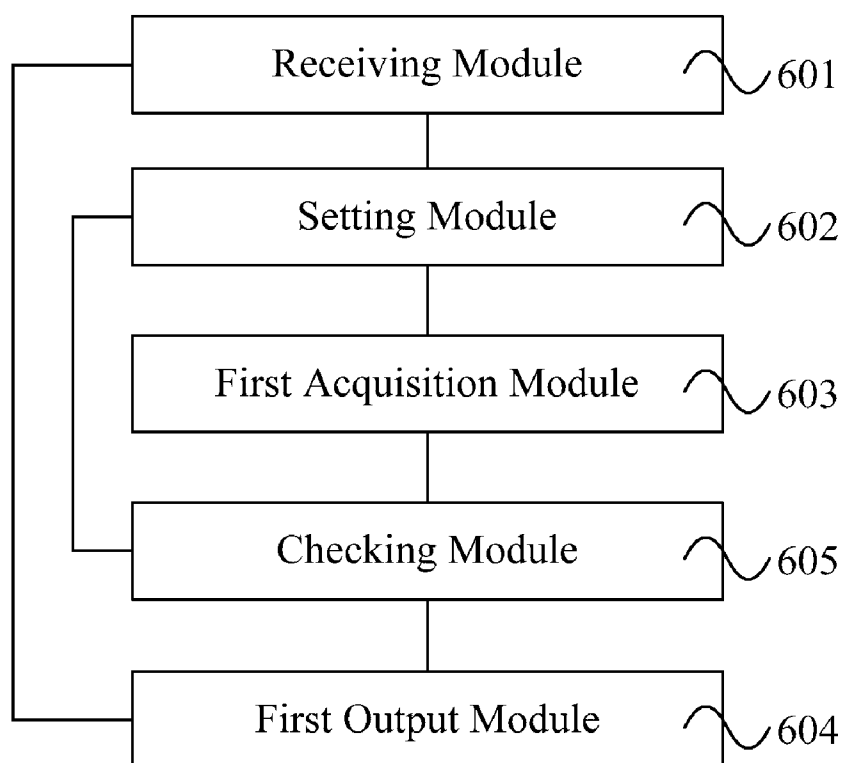 Receiving Module 601
Setting Module 602
First Acquisition Module 603
Checking Module 605
First Output Module 604